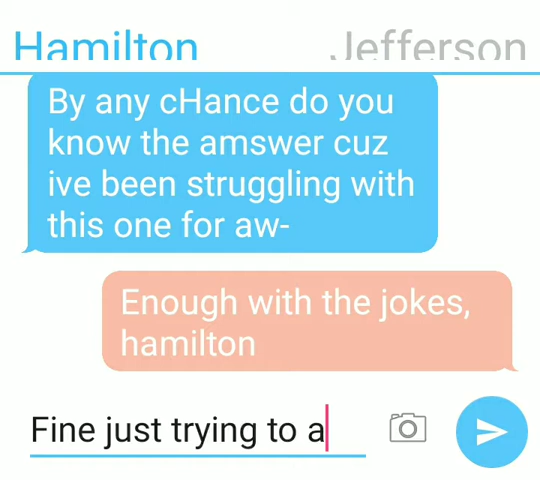 Hamilton Jefferson
By any cHance do you
know the amswer cuz
ive been struggling with
this one for aw-
Enough with the jokes,
hamilton
Fine just trying to a